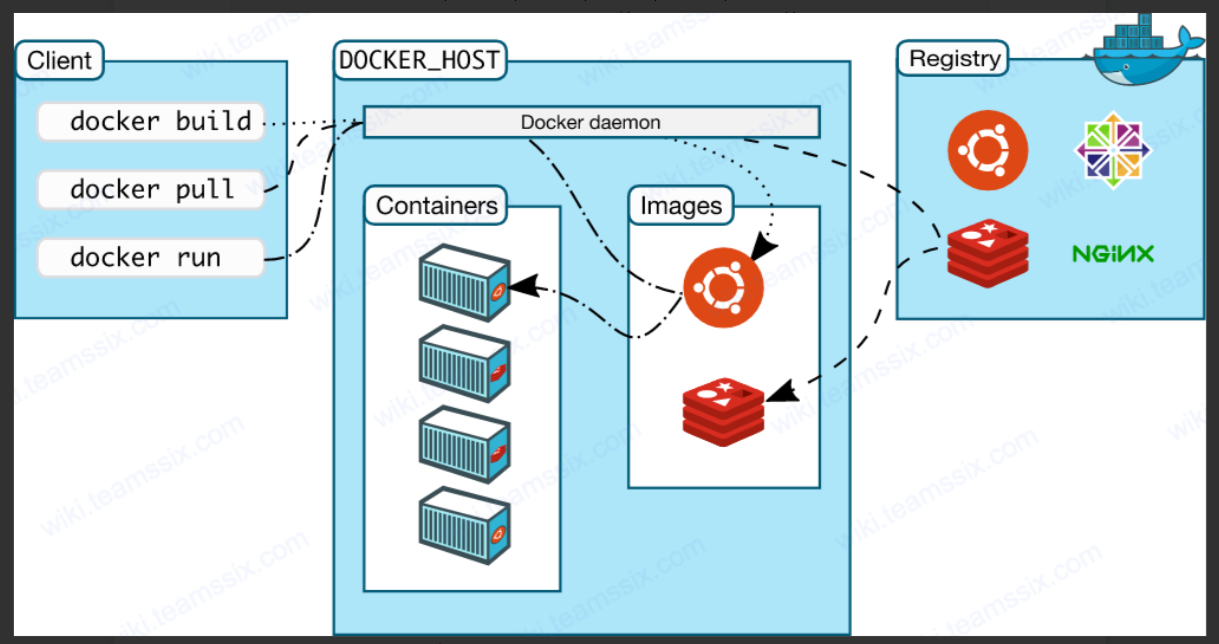 Client
docker build
docker pull
docker run
DOCKER_HOST
Docker daemon
Containers
Images
Registry
NGINX
wiki.teamssix.com